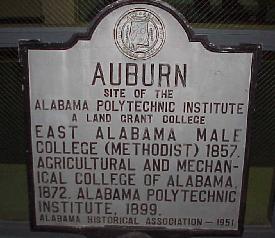 AUBURN
SITE OF THE
ALABAMA POLYTECHNIC INSTITUTE
A LAND GRANT COLLEGE
EAST ALABAMA MALE
COLLEGE (METHODIST) 1857.
AGRICULTURAL AND MECHAN-
ICAL COLLEGE OF ALABAMA,
1872. ALABAMA POLYTECHNIC
INSTITUTE, 1899.
ALABAMA HISTORICAL ASSOCIATION — 1951